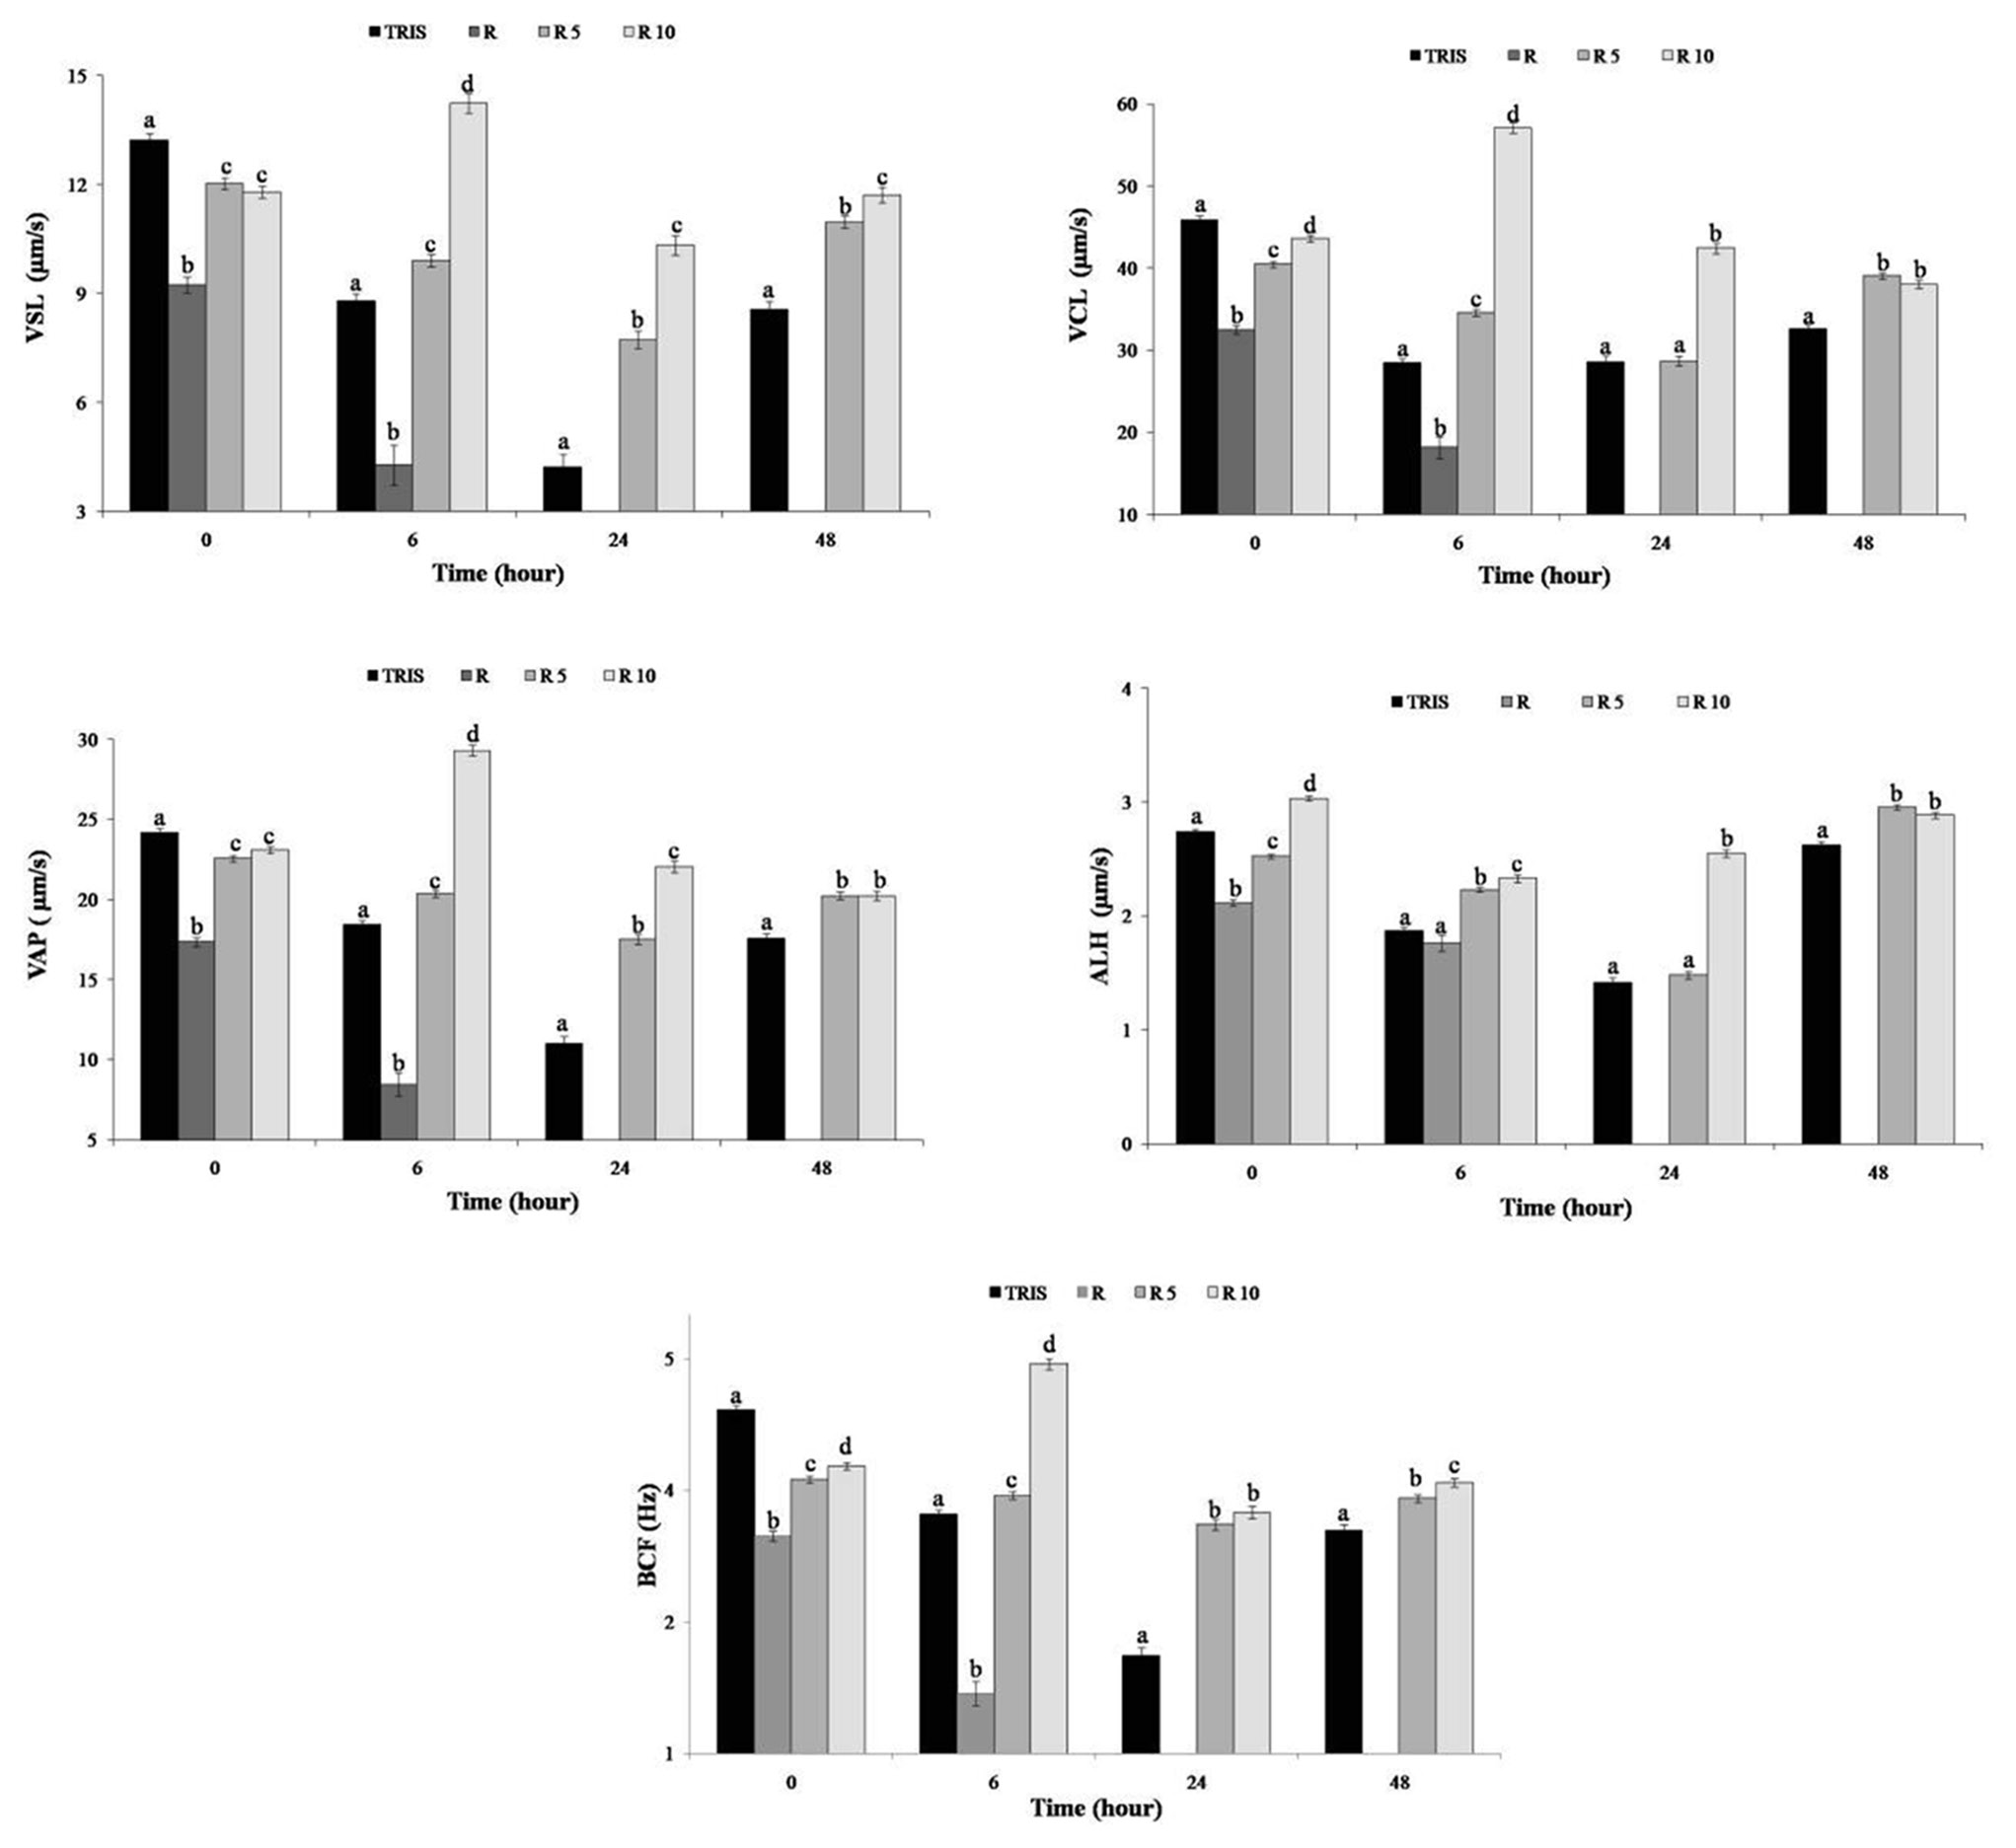 TRIS R R 5 R 10
15
12
9
6
3
VSL (µm/s)
a b c c a b c d a b c a b c
0 6 24 48
Time (hour)
TRIS R R 5 R 10
60
50
40
30
20
10
VCL (µm/s)
a b c d a b c d a a b a b b
0 6 24 48
Time (hour)
TRIS R R 5 R 10
30
25
20
15
10
5
VAP ( µm/s)
a b c c a b c d a b c a b b
0 6 24 48
Time (hour)
TRIS R R 5 R 10
4
3
2
1
0
ALH (µm/s)
a b c d a a b c a a b a b b
0 6 24 48
Time (hour)
TRIS R R 5 R 10
5
4
2
1
BCF (Hz)
a b c d a b c d a b b a b c
0 6 24 48
Time (hour)